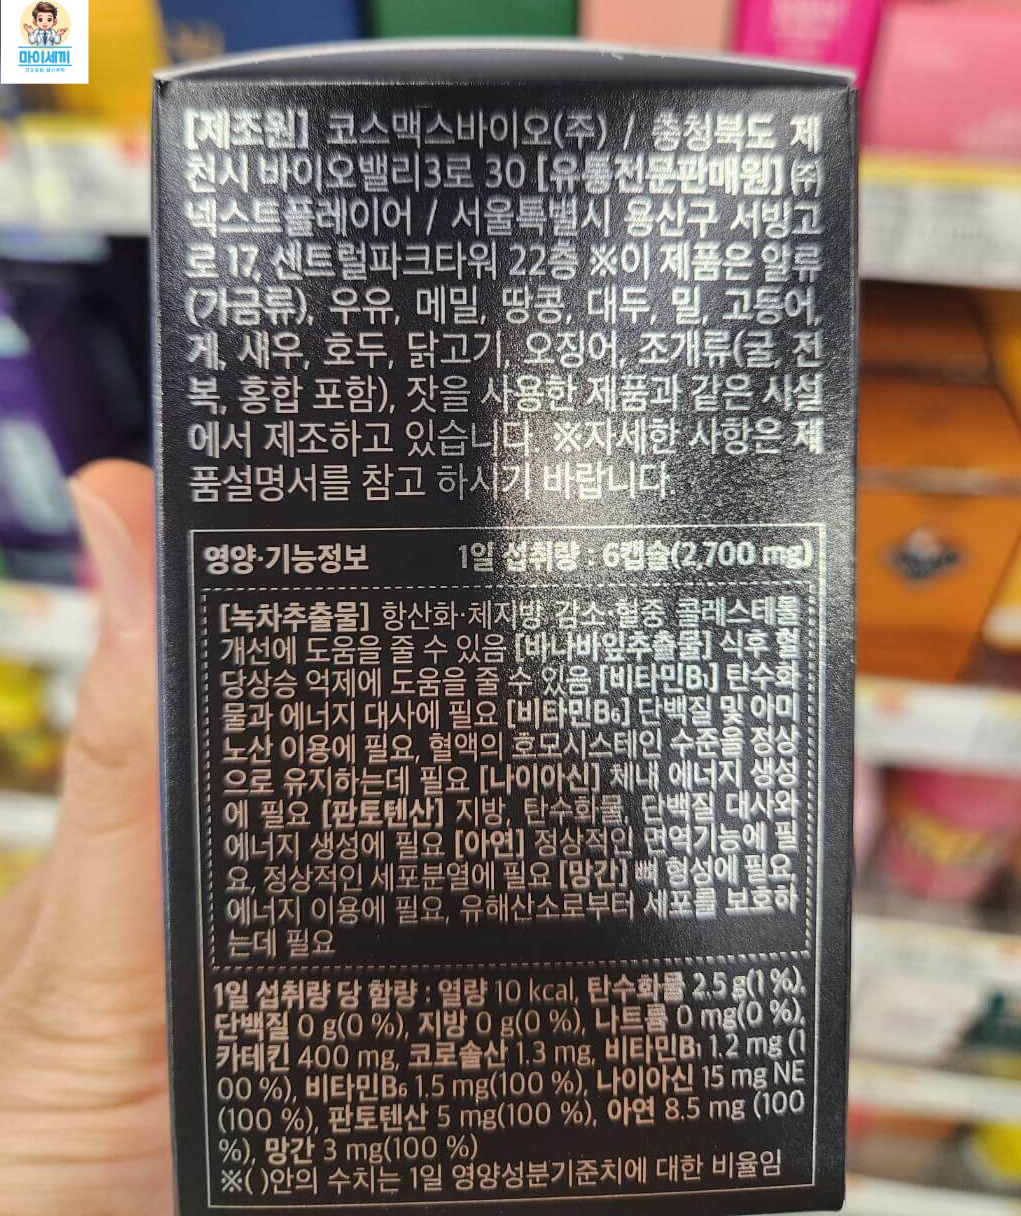 마이세끼
[제조원] 코스맥스바이오(주) / 충청북도 제
천시 바이오밸리3로 30 [유통전문판매원] (주)
넥스트플레이어 / 서울특별시 용산구 서빙고
로 17, 센트럴파크타워 22층 ※이 제품은 알류
(가금류), 우유, 메밀, 땅콩, 대두, 밀, 고등어,
게, 새우, 호두, 닭고기, 오징어, 조개류(굴, 전
복, 홍합 포함), 잣을 사용한 제품과 같은 시설
에서 제조하고 있습니다. ※자세한 사항은 제
품설명서를 참고 하시기 바랍니다.
영양·기능정보 1일 섭취량 : 6캡슐(2,700 mg)
[녹차추출물] 항산화·체지방 감소·혈중 콜레스테롤
개선에 도움을 줄 수 있음 [바나바잎추출물] 식후 혈
당상승 억제에 도움을 줄 수 있음 [비타민B₁] 탄수화
물과 에너지 대사에 필요 [비타민B₆] 단백질 및 아미
노산 이용에 필요, 혈액의 호모시스테인 수준을 정상
으로 유지하는데 필요 [나이아신] 체내 에너지 생성
에 필요 [판토텐산] 지방, 탄수화물, 단백질 대사와
에너지 생성에 필요 [아연] 정상적인 면역기능에 필
요, 정상적인 세포분열에 필요 [망간] 뼈 형성에 필요,
에너지 이용에 필요, 유해산소로부터 세포를 보호하
는데 필요
1일 섭취량 당 함량 : 열량 10 kcal, 탄수화물 2.5 g(1 %),
단백질 0 g(0 %), 지방 0 g(0 %), 나트륨 0 mg(0 %),
카테킨 400 mg, 코로솔산 1.3 mg, 비타민B₁ 1.2 mg (1
00 %), 비타민B₆ 1.5 mg(100 %), 나이아신 15 mg NE
(100 %), 판토텐산 5 mg(100 %), 아연 8.5 mg (100
%), 망간 3 mg(100 %)
※( )안의 수치는 1일 영양성분기준치에 대한 비율임